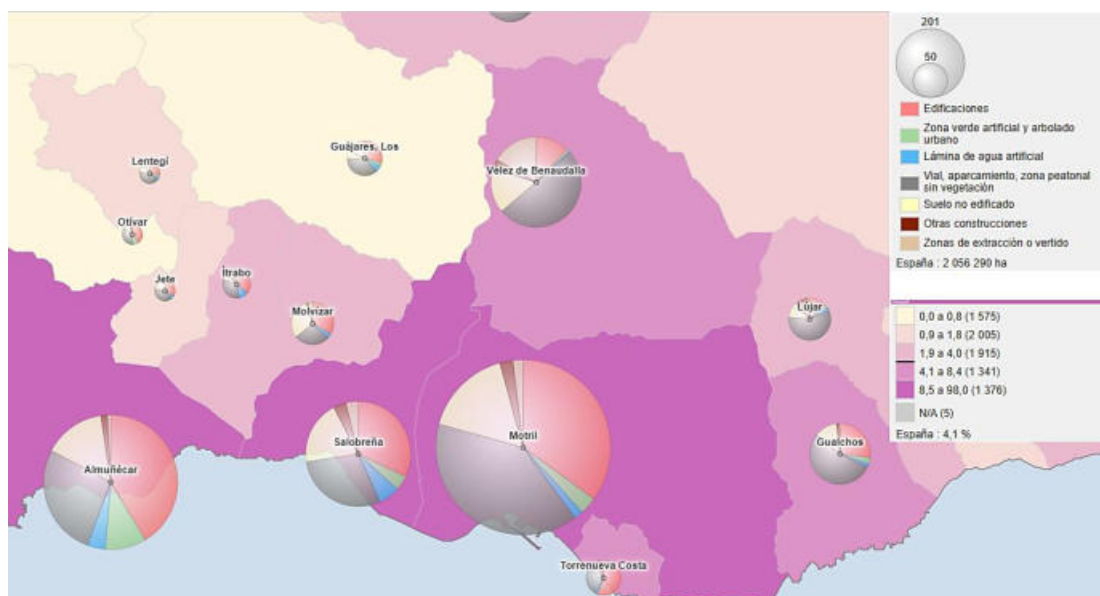 Lentegí
Guájares, Los
Vélez de Benaudalla
Otívar
Jete
Ítrabo
Molvízar
Lújar
Almuñécar
Salobreña
Motril
Gualchos
Torrenueva Costa
201
50
Edificaciones
Zona verde artificial y arbolado
urbano
Lámina de agua artificial
Vial, aparcamiento, zona peatonal
sin vegetación
Suelo no edificado
Otras construcciones
Zonas de extracción o vertido
España : 2 056 290 ha
0,0 a 0,8 (1 575)
0,9 a 1,8 (2 005)
1,9 a 4,0 (1 915)
4,1 a 8,4 (1 341)
8,5 a 98,0 (1 376)
N/A (5)
España : 4,1 %